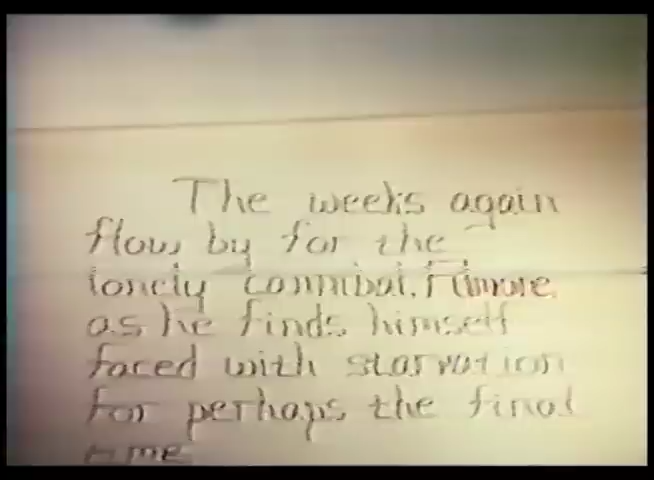 The weeks again
flow by for the
lonely cannibal, Filmore,
as he finds himself
faced with starvation
for perhaps the final
time